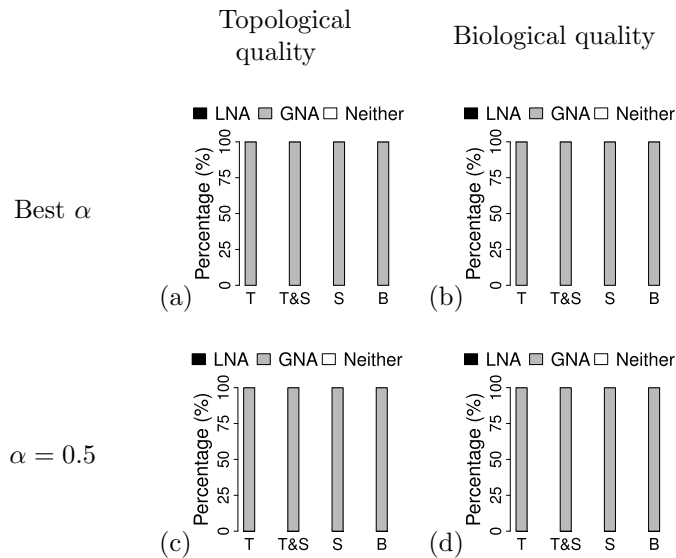 Topological
quality
Biological quality
Best α
LNA GNA Neither
Percentage (%)
100
75
50
25
0
T T&S S B
(a)
LNA GNA Neither
Percentage (%)
100
75
50
25
0
T T&S S B
(b)
α = 0.5
LNA GNA Neither
Percentage (%)
100
75
50
25
0
T T&S S B
(c)
LNA GNA Neither
Percentage (%)
100
75
50
25
0
T T&S S B
(d)